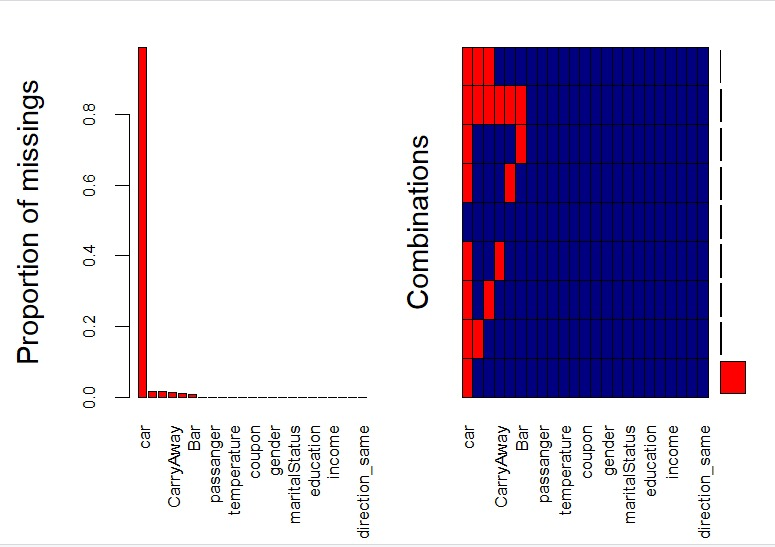 Proportion of missings
0.0
0.2
0.4
0.6
0.8
car
CarryAway
Bar
passanger
temperature
coupon
gender
maritalStatus
education
income
direction_same
Combinations
car
CarryAway
Bar
passanger
temperature
coupon
gender
maritalStatus
education
income
direction_same